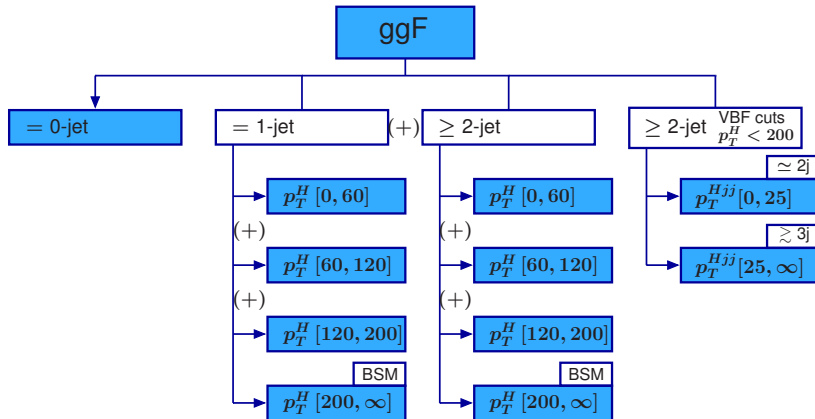 ggF
= 0-jet
= 1-jet
(+)
≥ 2-jet
≥ 2-jet
VBF cuts
p_T^H < 200
≃ 2j
p_T^H [0, 60]
p_T^H [0, 60]
p_T^{Hjj} [0, 25]
(+)
(+)
≳ 3j
p_T^H [60, 120]
p_T^H [60, 120]
p_T^{Hjj} [25, ∞]
(+)
(+)
p_T^H [120, 200]
p_T^H [120, 200]
BSM
BSM
p_T^H [200, ∞]
p_T^H [200, ∞]